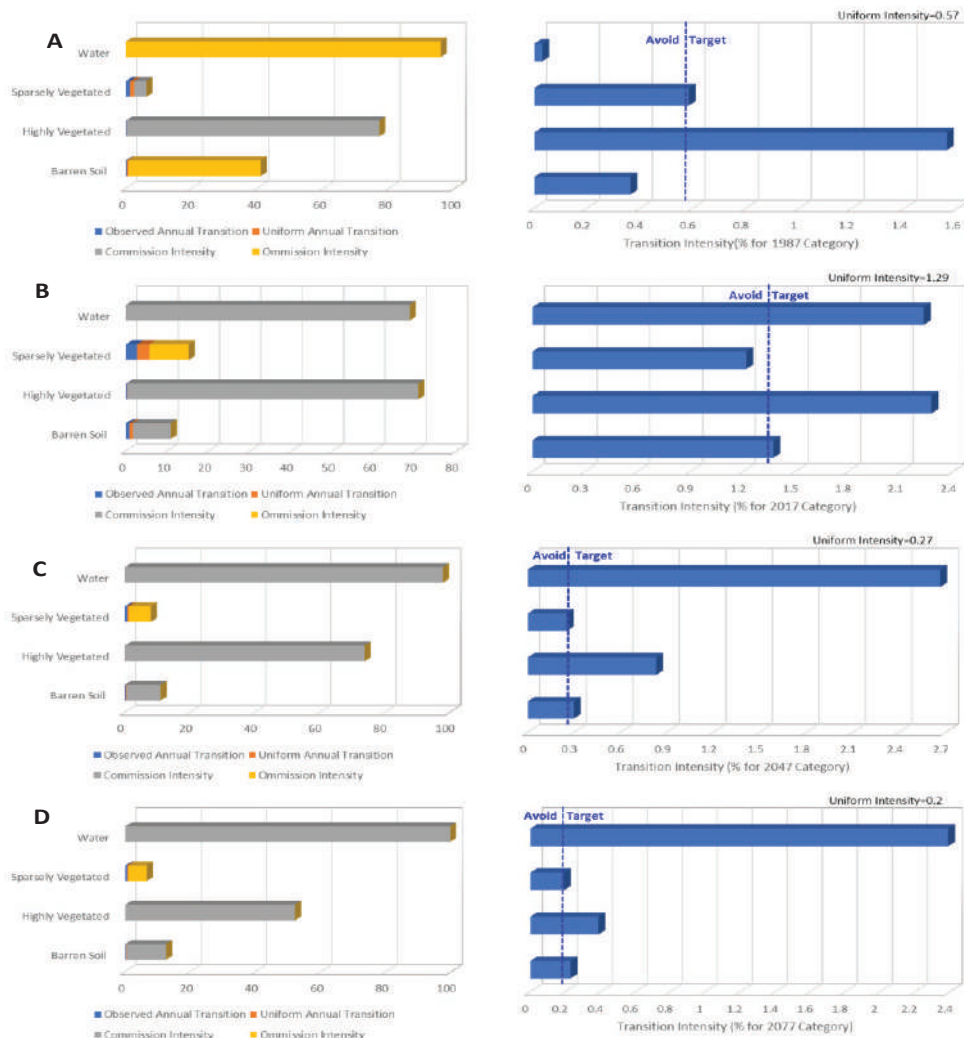 A
Water
Sparsely Vegetated
Highly Vegetated
Barren Soil
0 20 40 60 80 100
Observed Annual Transition Uniform Annual Transition
Commission Intensity Ommission Intensity
Uniform Intensity=0.57
Avoid Target
0 0.2 0.4 0.6 0.8 1 1.2 1.4 1.6
Transition Intensity(% for 1987 Category)
B
Water
Sparsely Vegetated
Highly Vegetated
Barren Soil
0 10 20 30 40 50 60 70 80
Observed Annual Transition Uniform Annual Transition
Commission Intensity Ommission Intensity
Uniform Intensity=1.29
Avoid Target
0 0.3 0.6 0.9 1.2 1.5 1.8 2.1 2.4
Transition Intensity (% for 2017 Category)
C
Water
Sparsely Vegetated
Highly Vegetated
Barren Soil
0 20 40 60 80 100
Observed Annual Transition Uniform Annual Transition
Commission Intensity Ommission Intensity
Uniform Intensity=0.27
Avoid Target
0 0.3 0.6 0.9 1.2 1.5 1.8 2.1 2.4 2.7
Transition Intensity (% for 2047 Category)
D
Water
Sparsely Vegetated
Highly Vegetated
Barren Soil
0 20 40 60 80 100
Observed Annual Transition Uniform Annual Transition
Commission Intensity Ommission Intensity
Uniform Intensity=0.2
Avoid Target
0 0.2 0.4 0.6 0.8 1 1.2 1.4 1.6 1.8 2 2.2 2.4
Transition Intensity (% for 2077 Category)